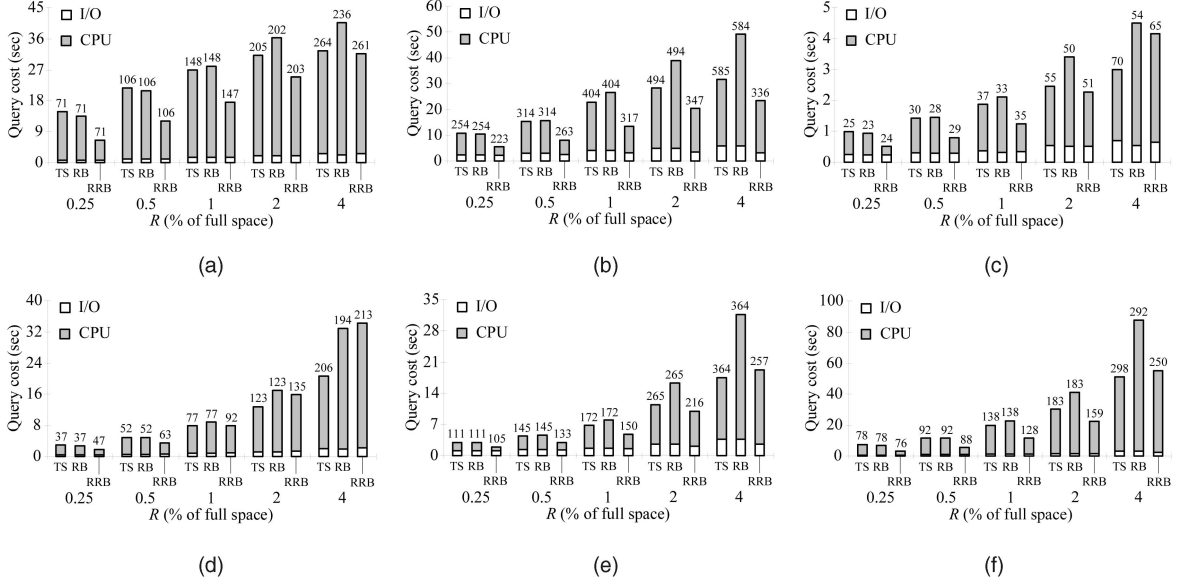 45
36
27
18
9
0
Query cost (sec)
I/O
CPU
71 71 71
106 106 106
148 148 147
205 202 203
264 236 261
TS RB RRB TS RB RRB TS RB RRB TS RB RRB TS RB RRB
0.25 0.5 1 2 4
R (% of full space)
(a)
60
50
40
30
20
10
0
Query cost (sec)
I/O
CPU
254 254 223
314 314 263
404 404 317
494 494 347
585 584 336
TS RB RRB TS RB RRB TS RB RRB TS RB RRB TS RB RRB
0.25 0.5 1 2 4
R (% of full space)
(b)
5
4
3
2
1
0
Query cost (sec)
I/O
CPU
25 23 24
30 28 29
37 33 35
55 50 51
70 54 65
TS RB RRB TS RB RRB TS RB RRB TS RB RRB TS RB RRB
0.25 0.5 1 2 4
R (% of full space)
(c)
40
32
24
16
8
0
Query cost (sec)
I/O
CPU
37 37 47
52 52 63
77 77 92
123 123 135
206 194 213
TS RB RRB TS RB RRB TS RB RRB TS RB RRB TS RB RRB
0.25 0.5 1 2 4
R (% of full space)
(d)
35
28
21
14
7
0
Query cost (sec)
I/O
CPU
111 111 105
145 145 133
172 172 150
265 265 216
364 364 257
TS RB RRB TS RB RRB TS RB RRB TS RB RRB TS RB RRB
0.25 0.5 1 2 4
R (% of full space)
(e)
100
80
60
40
20
0
Query cost (sec)
I/O
CPU
78 78 76
92 92 88
138 138 128
183 183 159
298 292 250
TS RB RRB TS RB RRB TS RB RRB TS RB RRB TS RB RRB
0.25 0.5 1 2 4
R (% of full space)
(f)